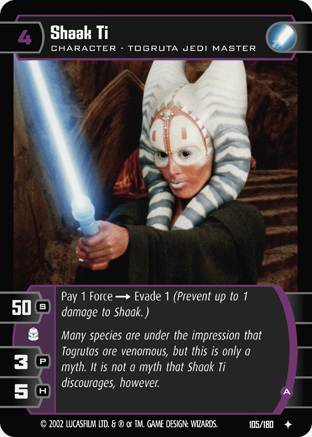 4 Shaak Ti
CHARACTER - TOGRUTA JEDI MASTER
50 S
3 P
5 H
Pay 1 Force → Evade 1 (Prevent up to 1
damage to Shaak.)
Many species are under the impression that
Togrutas are venomous, but this is only a
myth. It is not a myth that Shaak Ti
discourages, however.
A
© 2002 LUCASFILM LTD. & ® or TM. GAME DESIGN: WIZARDS. 105/180